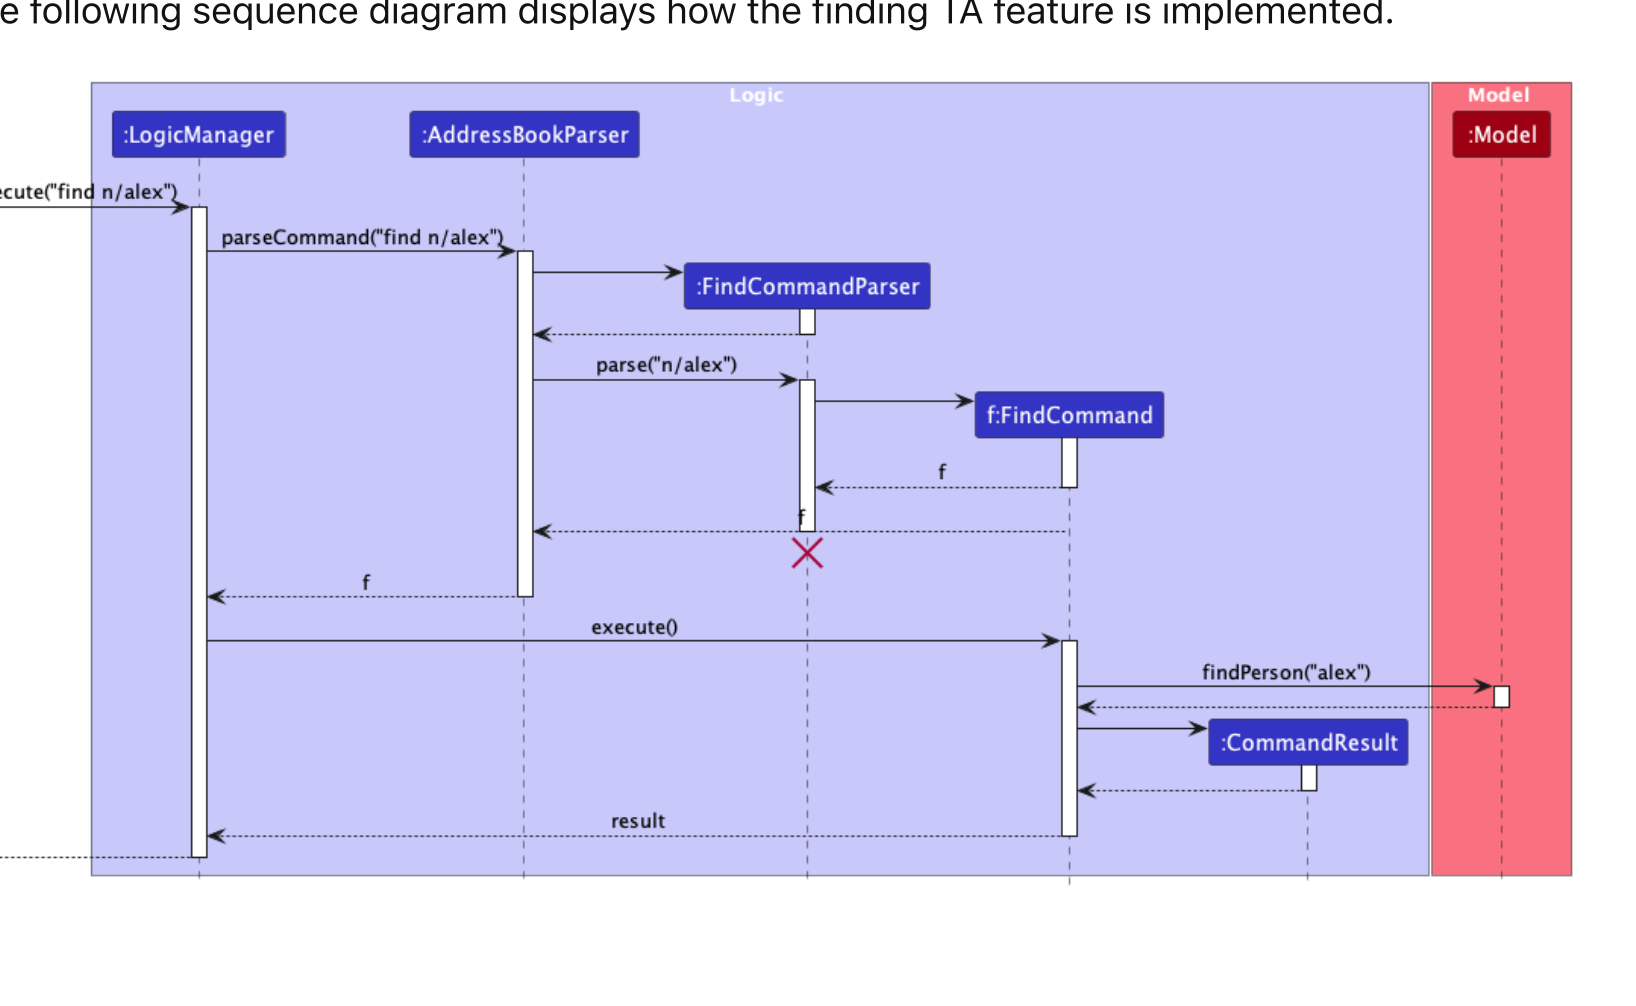 e following sequence diagram displays how the finding TA feature is implemented.
Logic
Model
:LogicManager
:AddressBookParser
:Model
ecute("find n/alex")
parseCommand("find n/alex")
:FindCommandParser
parse("n/alex")
f:FindCommand
f
f
f
execute()
findPerson("alex")
:CommandResult
result